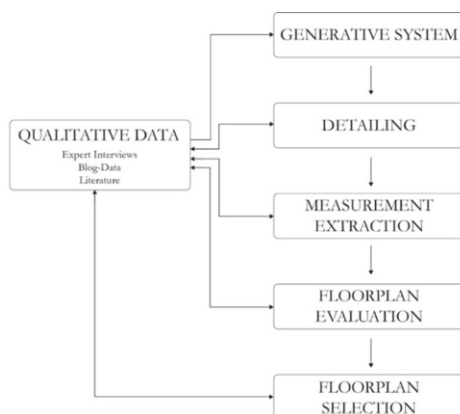 GENERATIVE SYSTEM
DETAILING
QUALITATIVE DATA
Expert Interviews
Blog-Data
Literature
MEASUREMENT
EXTRACTION
FLOORPLAN
EVALUATION
FLOORPLAN
SELECTION